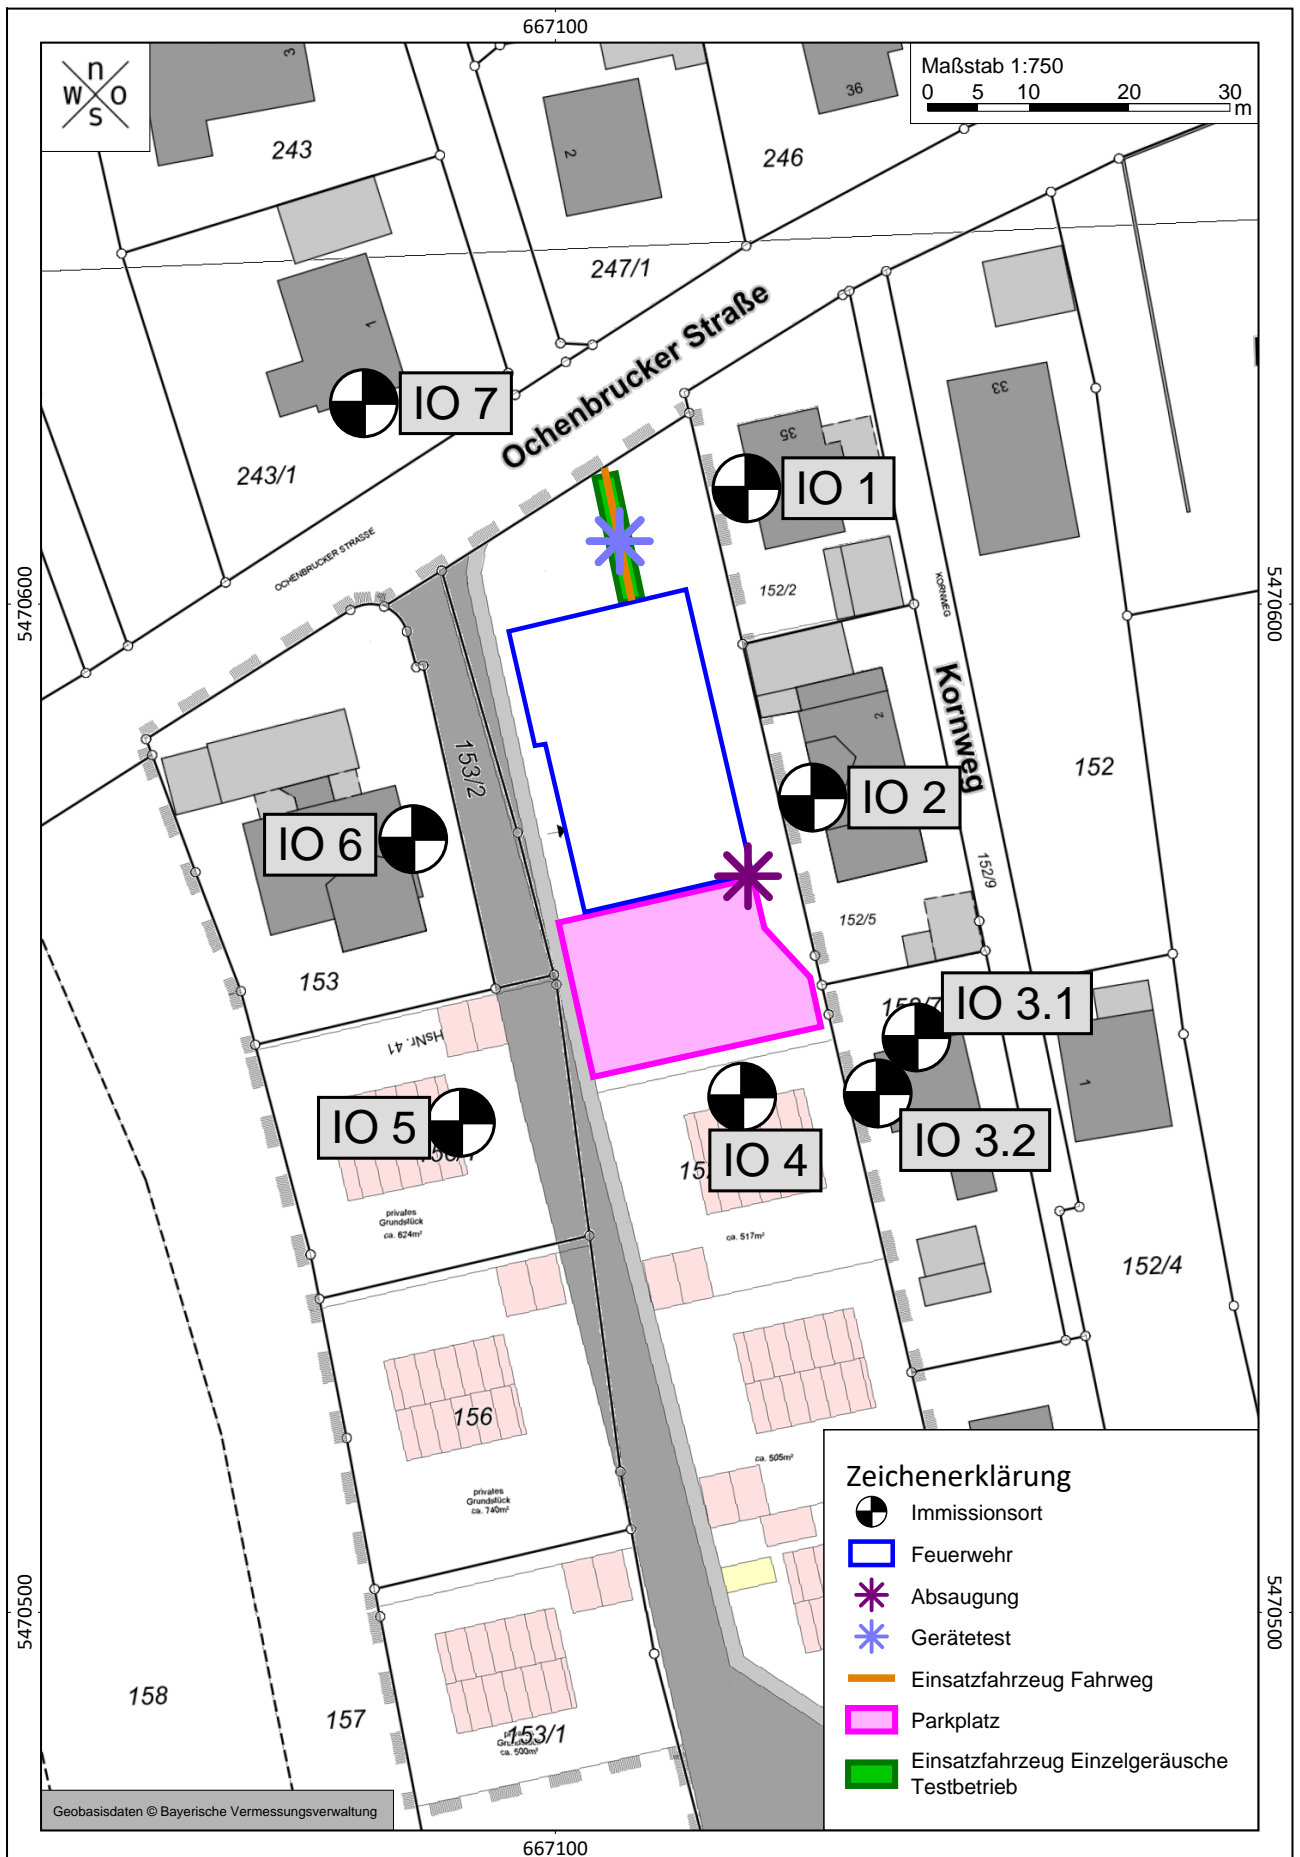 667100
n
W O
S
Maßstab 1:750
0 5 10 20 30
m
3
243
2
36
246
247/1
1
Ochenbrucker Straße
IO 7
243/1
OCHENBRUCKER STRASSE
35
IO 1
33
152/2
KORNWEG
5470600
5470600
Kornweg
153/2
2
152
IO 2
IO 6
152/9
152/5
153
IO 3.1
HsNr. 41
1
IO 5
IO 4
IO 3.2
privates
Grundstück
ca. 624m²
ca. 517m²
152/4
156
ca. 505m²
privates
Grundstück
ca. 740m²
5470500
5470500
158
157
153/1
ca. 500m²
Zeichenerklärung
Immissionsort
Feuerwehr
Absaugung
Gerätetest
Einsatzfahrzeug Fahrweg
Parkplatz
Einsatzfahrzeug Einzelgeräusche
Testbetrieb
Geobasisdaten © Bayerische Vermessungsverwaltung
667100